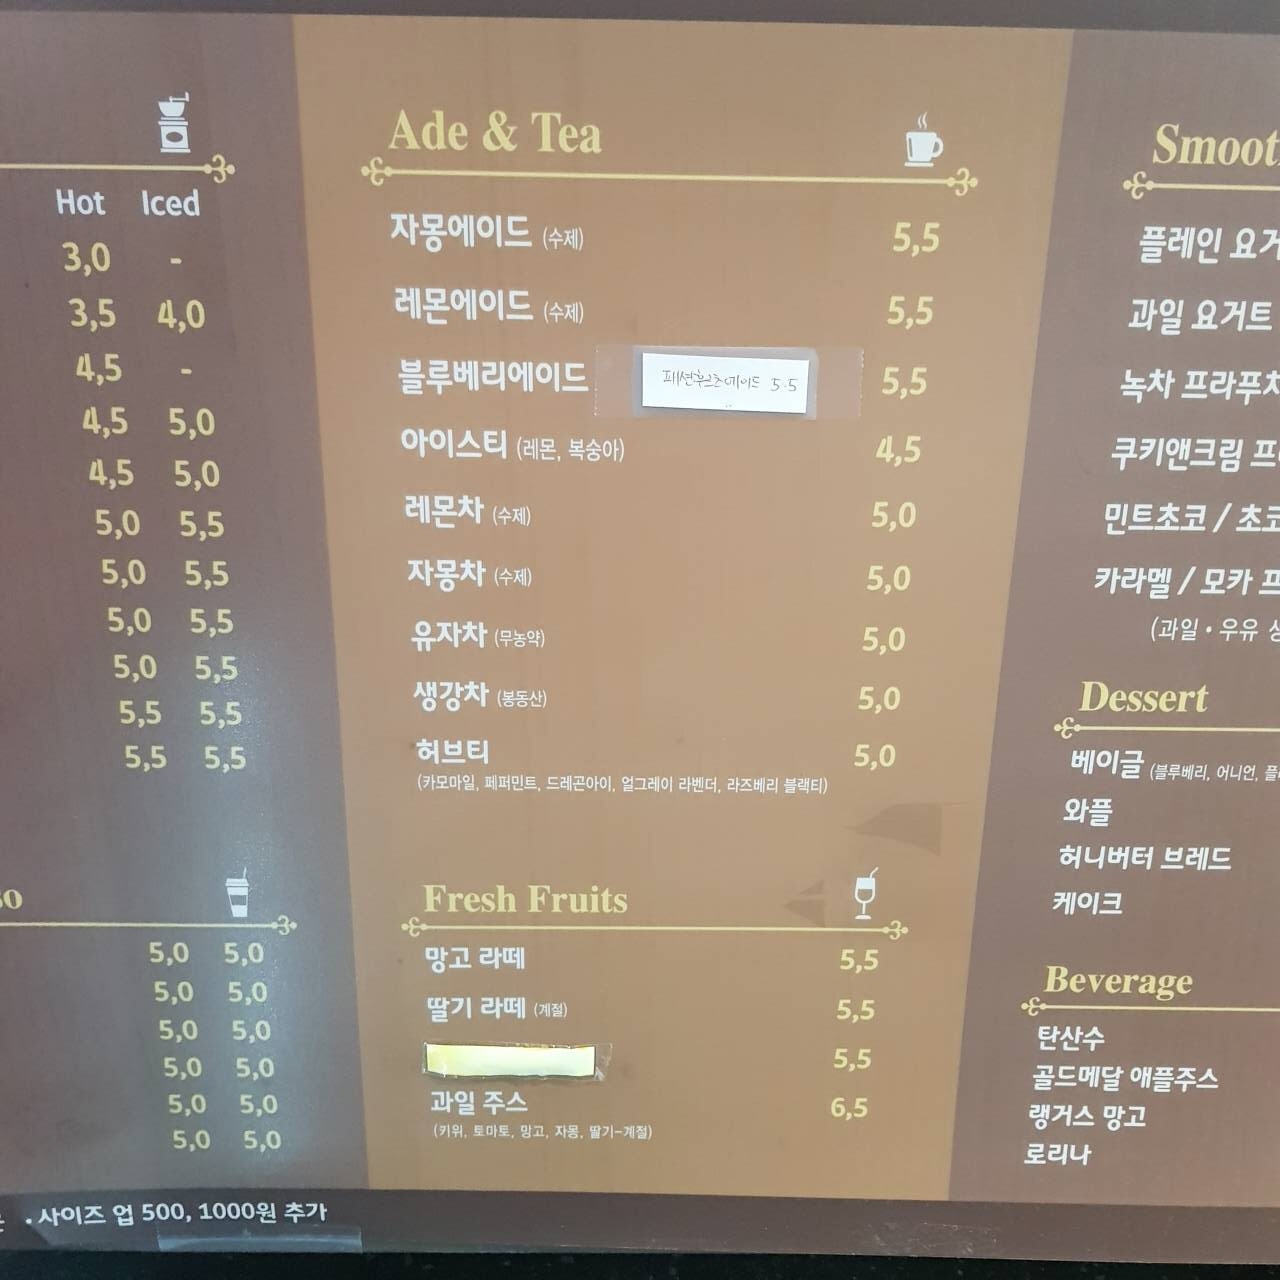 Hot Iced
3,0 -
3,5 4,0
4,5 -
4,5 5,0
4,5 5,0
5,0 5,5
5,0 5,5
5,0 5,5
5,0 5,5
5,5 5,5
5,5 5,5
so
5,0 5,0
5,0 5,0
5,0 5,0
5,0 5,0
5,0 5,0
5,0 5,0
• 사이즈 업 500, 1000원 추가
Ade & Tea
자몽에이드 (수제) 5,5
레몬에이드 (수제) 5,5
블루베리에이드 5,5
패션후르츠에이드 5.5
아이스티 (레몬, 복숭아) 4,5
레몬차 (수제) 5,0
자몽차 (수제) 5,0
유자차 (무농약) 5,0
생강차 (봉동산) 5,0
허브티 5,0
(카모마일, 페퍼민트, 드레곤아이, 얼그레이 라벤더, 라즈베리 블랙티)
Fresh Fruits
망고 라떼 5,5
딸기 라떼 (계절) 5,5
5,5
과일 주스 6,5
(키위, 토마토, 망고, 자몽, 딸기-계절)
Smoot
플레인 요거
과일 요거트
녹차 프라푸치
쿠키앤크림 프
민트초코 / 초코
카라멜 / 모카 프
(과일 • 우유
Dessert
베이글 (블루베리, 어니언, 플
와플
허니버터 브레드
케이크
Beverage
탄산수
골드메달 애플주스
랭거스 망고
로리나